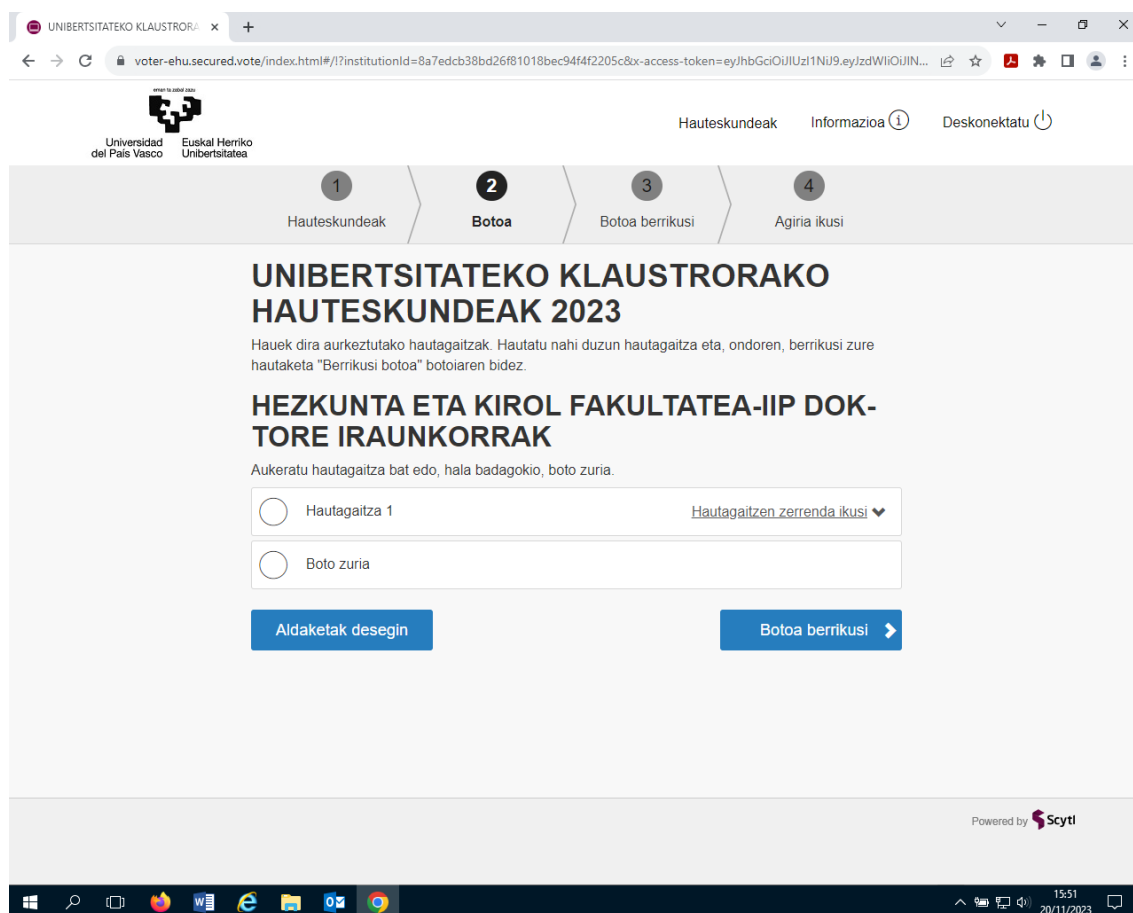 UNIBERTSITATEKO KLAUSTRORA
voter-ehu.secured.vote/index.html#/!?institutionId=8a7edcb38bd26f81018bec94f4f2205c&x-access-token=eyJhbGciOiJIUzI1NiJ9.eyJzdWIiOiJIN...
eman ta zabal zazu
Universidad del País Vasco
Euskal Herriko Unibertsitatea
Hauteskundeak Informazioa i Deskonektatu
1 2 3 4
Hauteskundeak Botoa Botoa berrikusi Agiria ikusi
UNIBERTSITATEKO KLAUSTRORAKO
HAUTESKUNDEAK 2023
Hauek dira aurkeztutako hautagaitzak. Hautatu nahi duzun hautagaitza eta, ondoren, berrikusi zure
hautaketa "Berrikusi botoa" botoiaren bidez.
HEZKUNTA ETA KIROL FAKULTATEA-IIP DOK-
TORE IRAUNKORRAK
Aukeratu hautagaitza bat edo, hala badagokio, boto zuria.
Hautagaitza 1 Hautagaitzen zerrenda ikusi
Boto zuria
Aldaketak desegin Botoa berrikusi
Powered by Scytl
15:51
20/11/2023